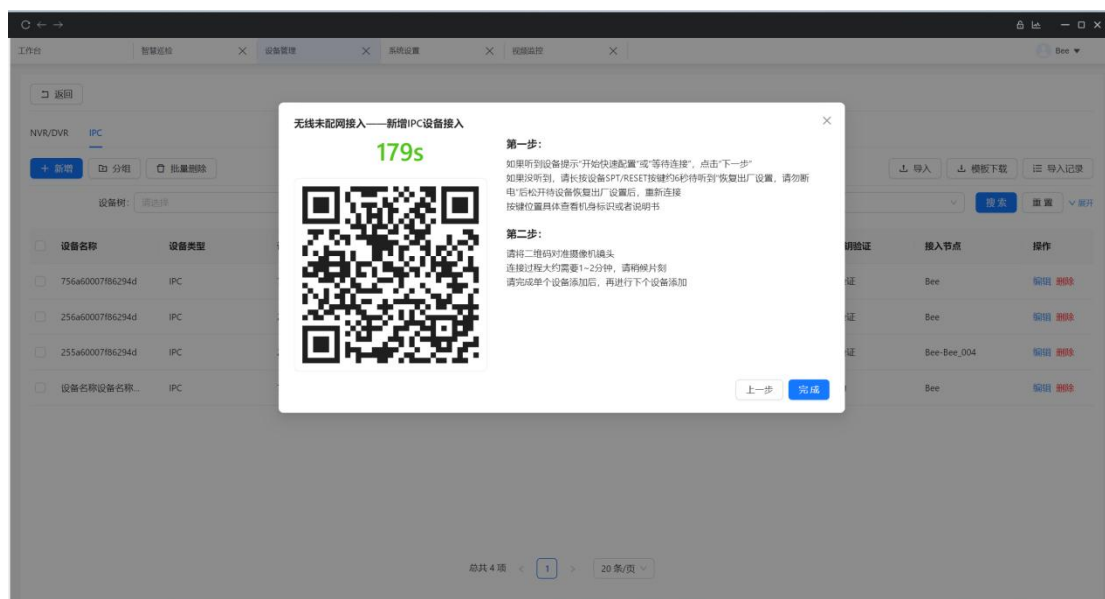 工作台
智慧巡检
设备管理
系统设置
视频监控
Bee
返回
NVR/DVR IPC
新增
分组
批量删除
导入
模板下载
导入记录
设备树: 请选择
搜索
重置
展开
设备名称 设备类型
钥验证 接入节点 操作
756a60007f86294d IPC
证 Bee 编辑 删除
256a60007f86294d IPC
证 Bee 编辑 删除
255a60007f86294d IPC
证 Bee-Bee_004 编辑 删除
设备名称设备名称... IPC
Bee 编辑 删除
无线未配网接入——新增IPC设备接入
179s
第一步:
如果听到设备提示“开始快速配置”或“等待连接”，点击“下一步”
如果没听到，请长按设备SPT/RESET按键约6秒待听到“恢复出厂设置，请勿断
电”后松开待设备恢复出厂设置后，重新连接
按键位置具体查看机身标识或者说明书
第二步:
请将二维码对准摄像机镜头
连接过程大约需要1~2分钟，请稍候片刻
请完成单个设备添加后，再进行下个设备添加
上一步
完成
总共 4 项 < 1 > 20 条/页